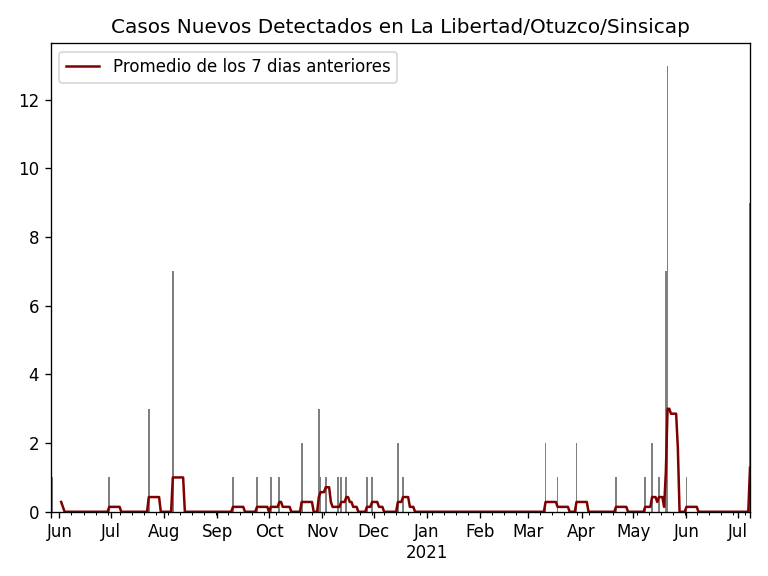 Casos Nuevos Detectados en La Libertad/Otuzco/Sinsicap
Promedio de los 7 dias anteriores
12
10
8
6
4
2
0
Jun Jul Aug Sep Oct Nov Dec Jan Feb Mar Apr May Jun Jul
2021